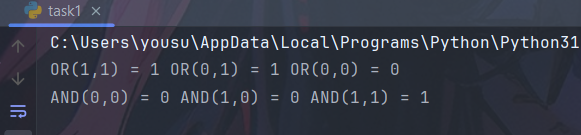 task1
C:\Users\yousu\AppData\Local\Programs\Python\Python31
OR(1,1) = 1 OR(0,1) = 1 OR(0,0) = 0
AND(0,0) = 0 AND(1,0) = 0 AND(1,1) = 1